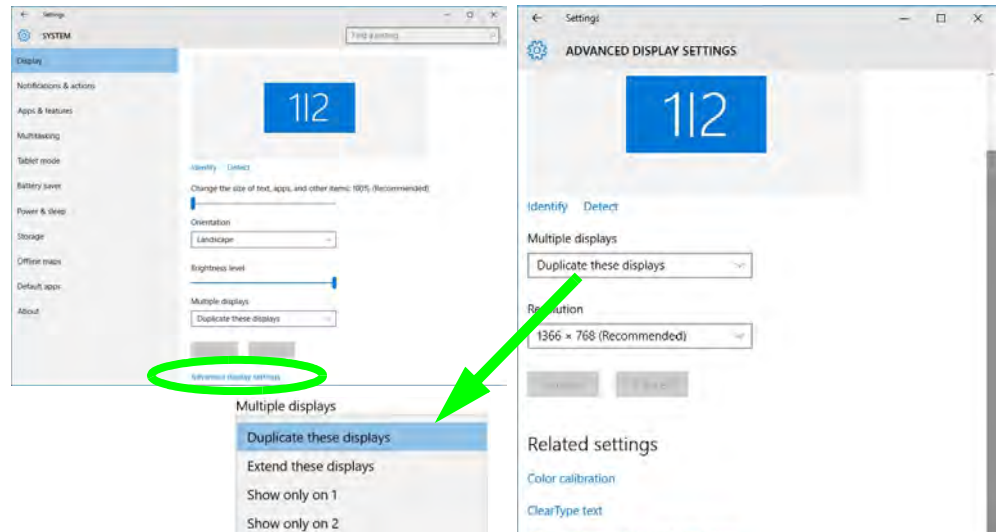 ← Settings
SYSTEM
Find a setting
Display
Notifications & actions
Apps & features
Multitasking
Tablet mode
Battery saver
Power & sleep
Storage
Offline maps
Default apps
About
1|2
Identify Detect
Change the size of text, apps, and other items: 100% (Recommended)
Orientation
Landscape
Brightness level
Multiple displays
Duplicate these displays
Advanced display settings
Multiple displays
Duplicate these displays
Extend these displays
Show only on 1
Show only on 2
← Settings
ADVANCED DISPLAY SETTINGS
1|2
Identify Detect
Multiple displays
Duplicate these displays
Resolution
1366 × 768 (Recommended)
Related settings
Color calibration
ClearType text